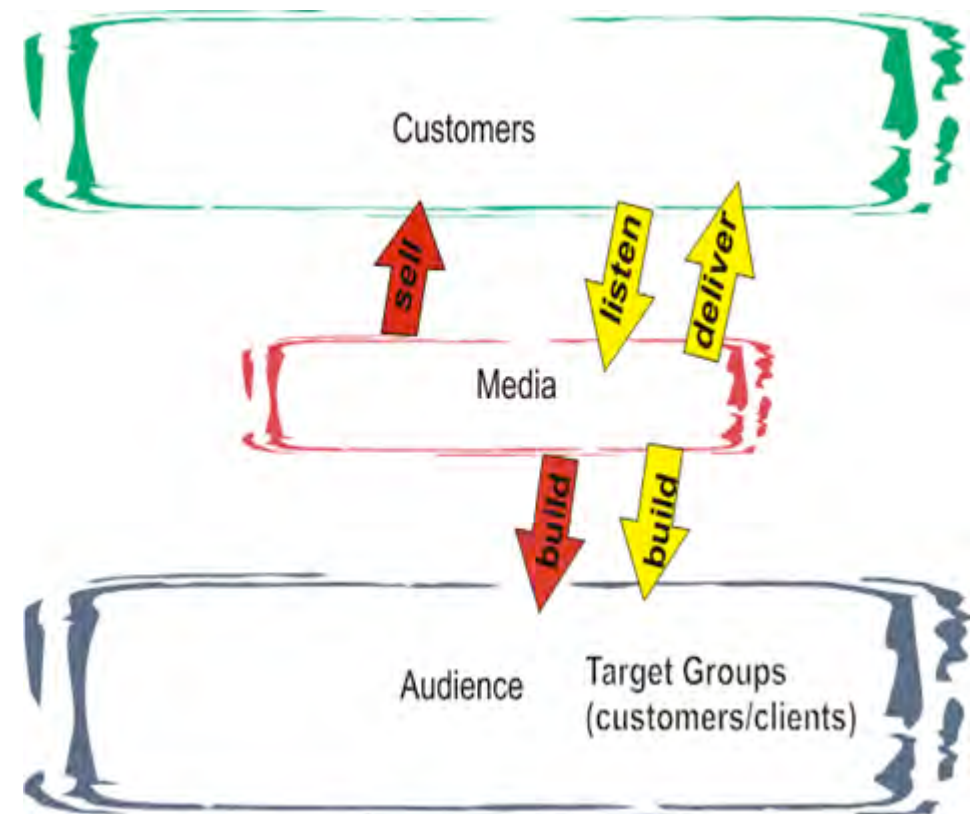 Customers
sell
listen
deliver
Media
build
build
Audience
Target Groups
(customers/clients)